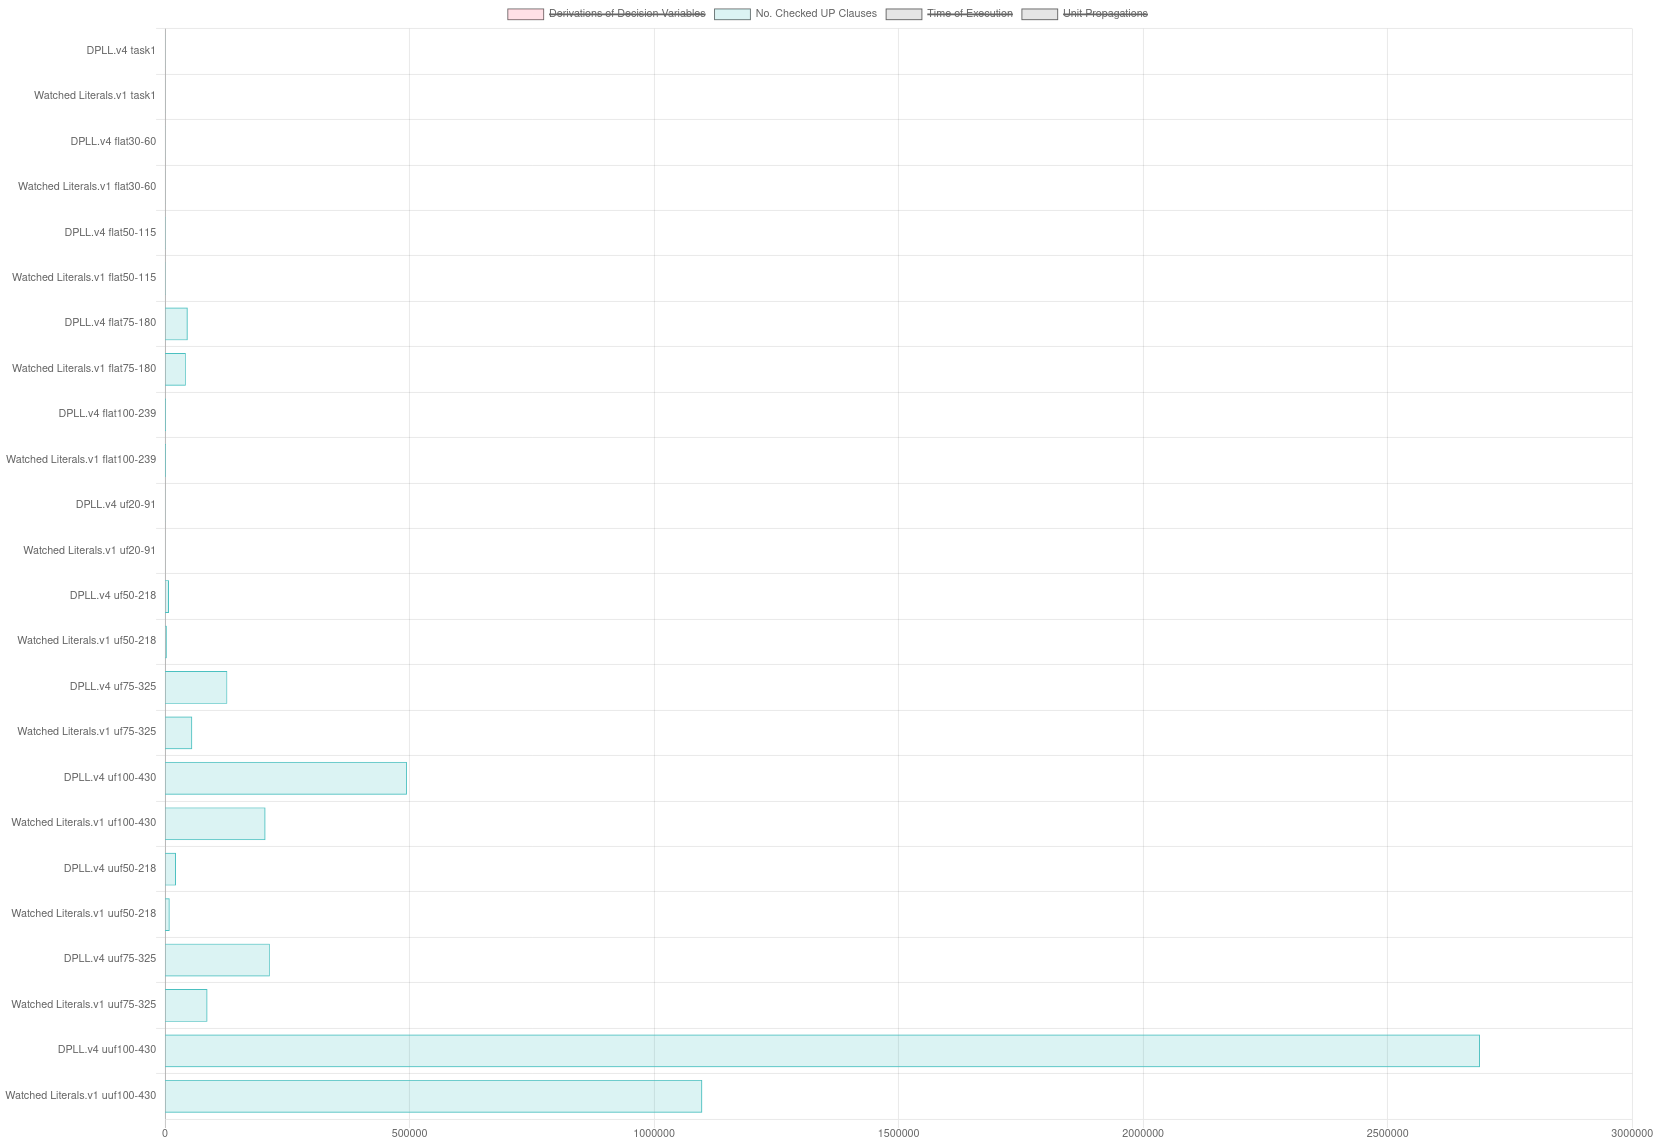 Derivations of Decision Variables No. Checked UP Clauses Time of Execution Unit Propagations
DPLL.v4 task1
Watched Literals.v1 task1
DPLL.v4 flat30-60
Watched Literals.v1 flat30-60
DPLL.v4 flat50-115
Watched Literals.v1 flat50-115
DPLL.v4 flat75-180
Watched Literals.v1 flat75-180
DPLL.v4 flat100-239
Watched Literals.v1 flat100-239
DPLL.v4 uf20-91
Watched Literals.v1 uf20-91
DPLL.v4 uf50-218
Watched Literals.v1 uf50-218
DPLL.v4 uf75-325
Watched Literals.v1 uf75-325
DPLL.v4 uf100-430
Watched Literals.v1 uf100-430
DPLL.v4 uuf50-218
Watched Literals.v1 uuf50-218
DPLL.v4 uuf75-325
Watched Literals.v1 uuf75-325
DPLL.v4 uuf100-430
Watched Literals.v1 uuf100-430
0 500000 1000000 1500000 2000000 2500000 3000000